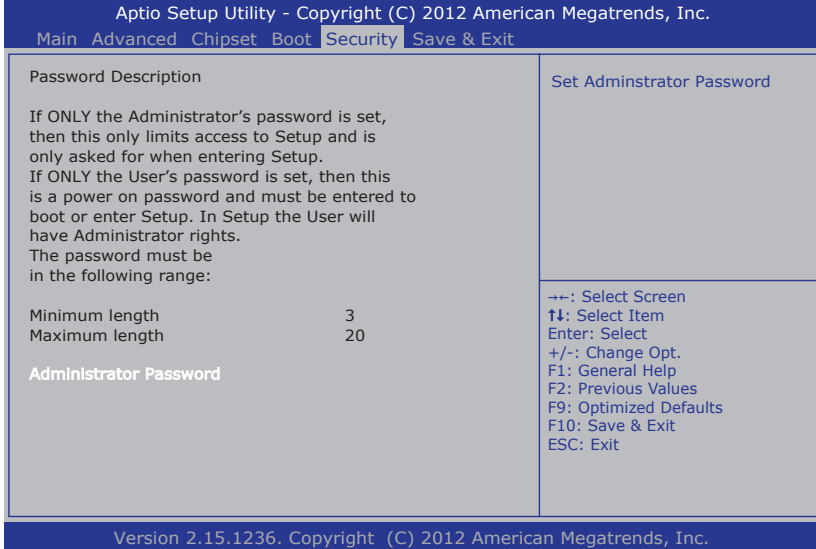 Aptio Setup Utility - Copyright (C) 2012 American Megatrends, Inc.
Main Advanced Chipset Boot Security Save & Exit
Password Description
If ONLY the Administrator’s password is set,
then this only limits access to Setup and is
only asked for when entering Setup.
If ONLY the User’s password is set, then this
is a power on password and must be entered to
boot or enter Setup. In Setup the User will
have Administrator rights.
The password must be
in the following range:
Minimum length 3
Maximum length 20
Administrator Password
Set Adminstrator Password
→←: Select Screen
↑↓: Select Item
Enter: Select
+/-: Change Opt.
F1: General Help
F2: Previous Values
F9: Optimized Defaults
F10: Save & Exit
ESC: Exit
Version 2.15.1236. Copyright (C) 2012 American Megatrends, Inc.